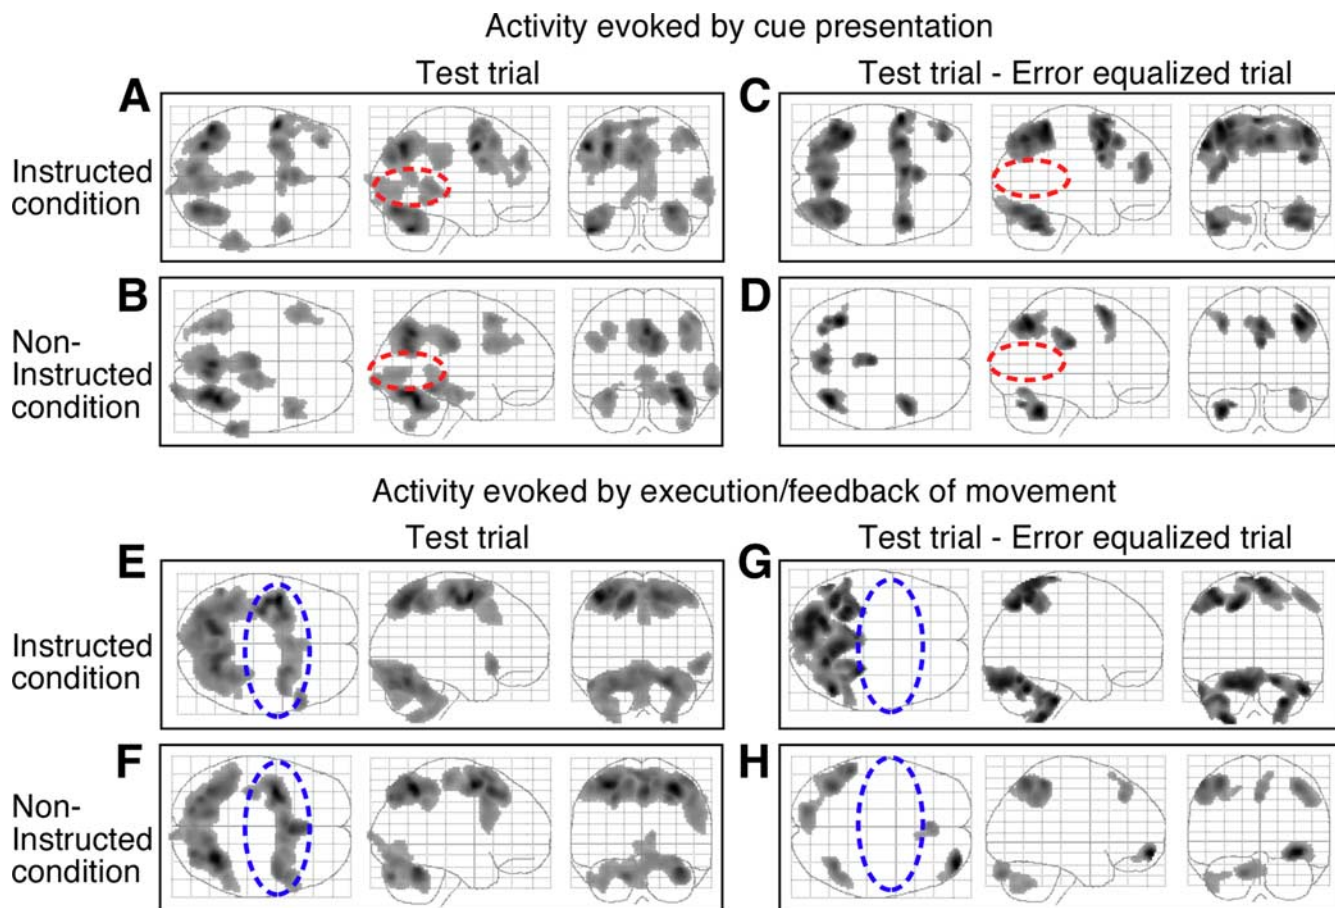 Activity evoked by cue presentation
Test trial
Test trial - Error equalized trial
A
C
Instructed
condition
B
D
Non-
Instructed
condition
Activity evoked by execution/feedback of movement
Test trial
Test trial - Error equalized trial
E
G
Instructed
condition
F
H
Non-
Instructed
condition